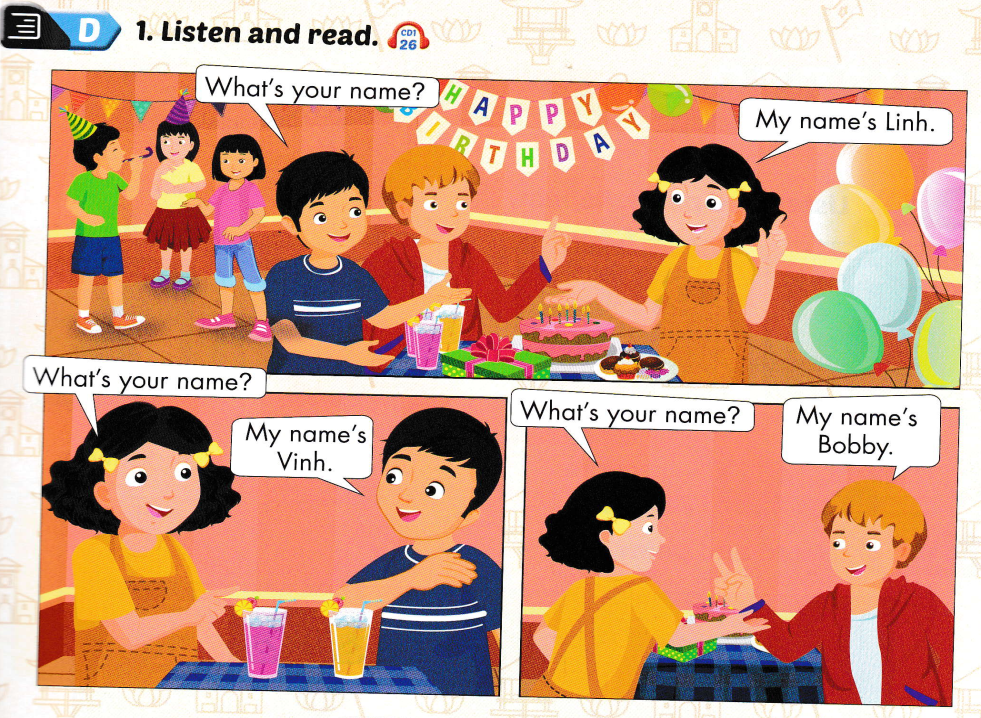 D
1. Listen and read.
CD1
26
What's your name?
HAPPY
BIRTHDAY
My name's Linh.
What's your name?
My name's
Vinh.
What's your name?
My name's
Bobby.